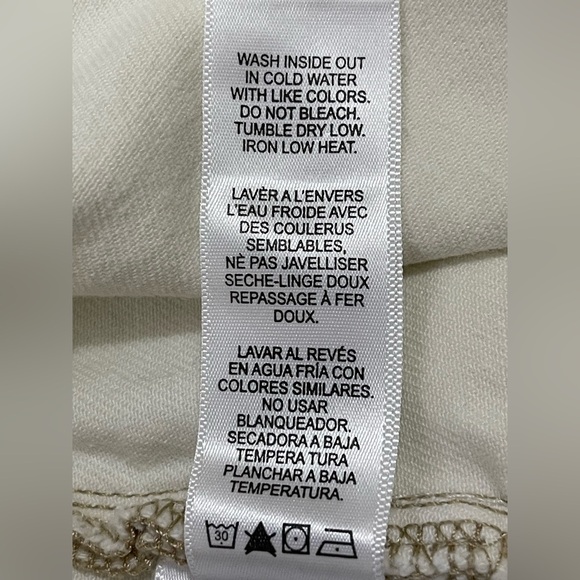 WASH INSIDE OUT
IN COLD WATER
WITH LIKE COLORS.
DO NOT BLEACH.
TUMBLE DRY LOW.
IRON LOW HEAT.
LAVÈR A L'ENVERS
L'EAU FROIDE AVEC
DES COULERUS
SEMBLABLES,
NÈ PAS JAVELLISER
SECHE-LINGE DOUX
REPASSAGE À FER
DOUX.
LAVAR AL REVÉS
EN AGUA FRÍA CON
COLORES SIMILARES.
NO USAR
BLANQUEADOR.
SECADORA A BAJA
TEMPERA TURA
PLANCHAR A BAJA
TEMPERATURA.
30